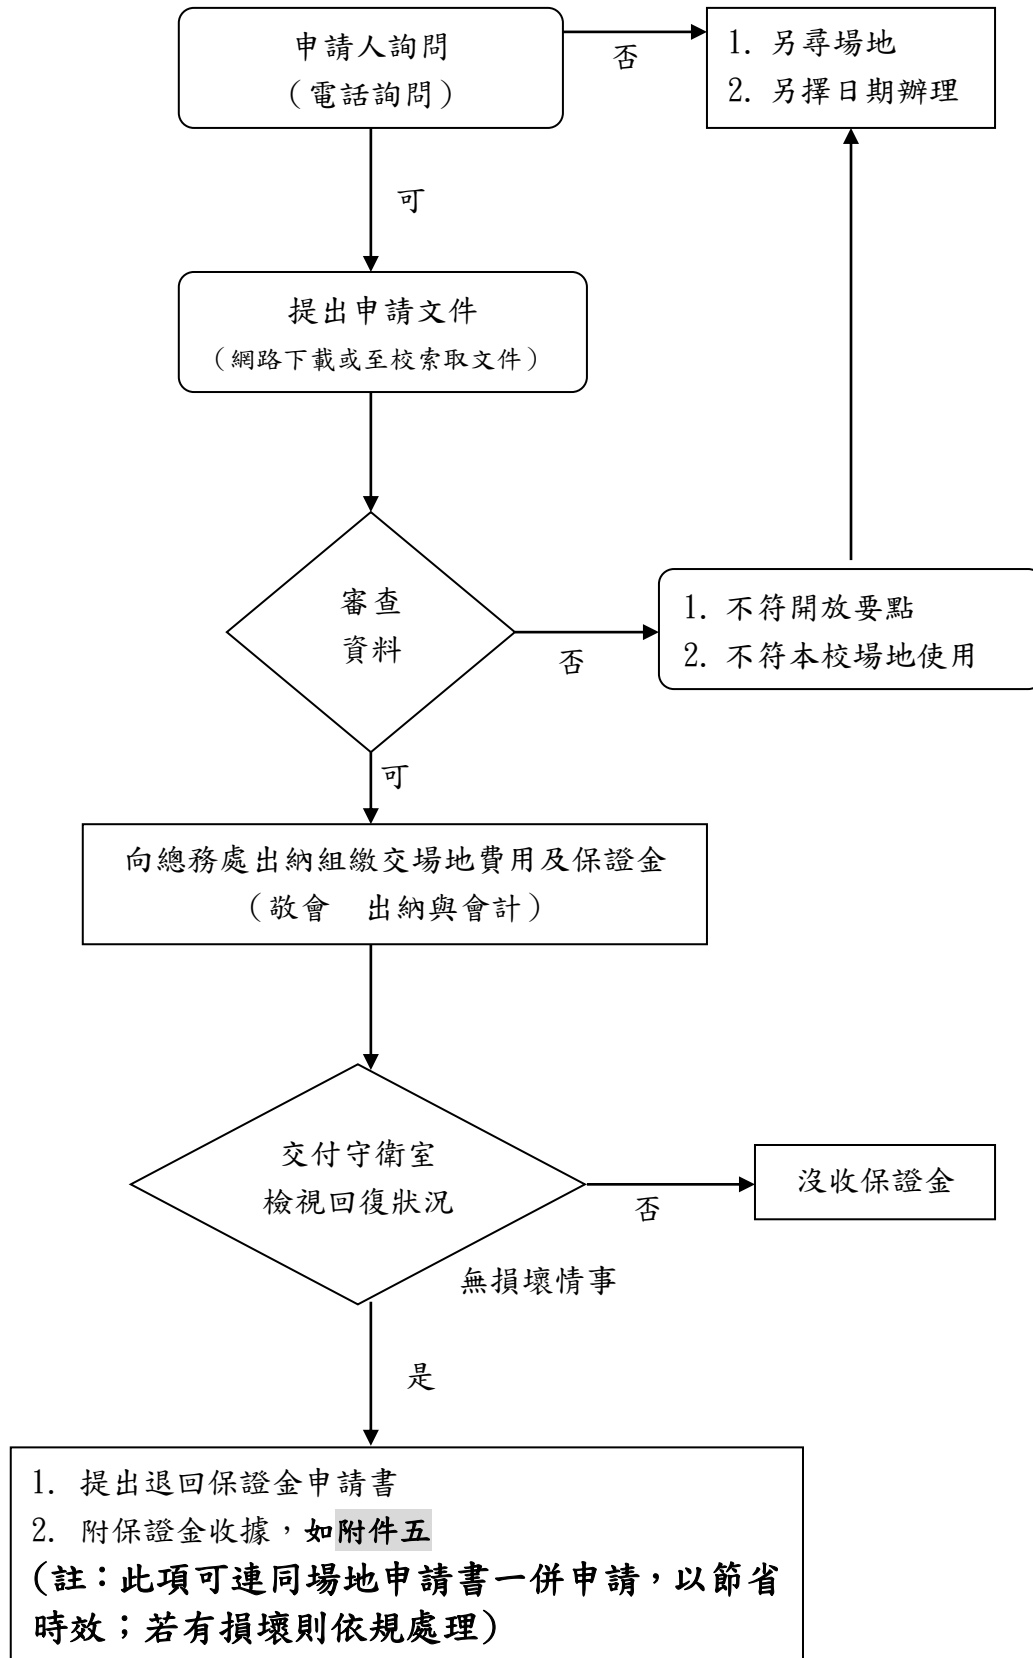 申請人詢問
（電話詢問）
否
1. 另尋場地
2. 另擇日期辦理
可
提出申請文件
（網路下載或至校索取文件）
審查
資料
否
1. 不符開放要點
2. 不符本校場地使用
可
向總務處出納組繳交場地費用及保證金
（敬會　出納與會計）
交付守衛室
檢視回復狀況
否
沒收保證金
無損壞情事
是
1. 提出退回保證金申請書
2. 附保證金收據，如附件五
(註：此項可連同場地申請書一併申請，以節省
時效；若有損壞則依規處理)